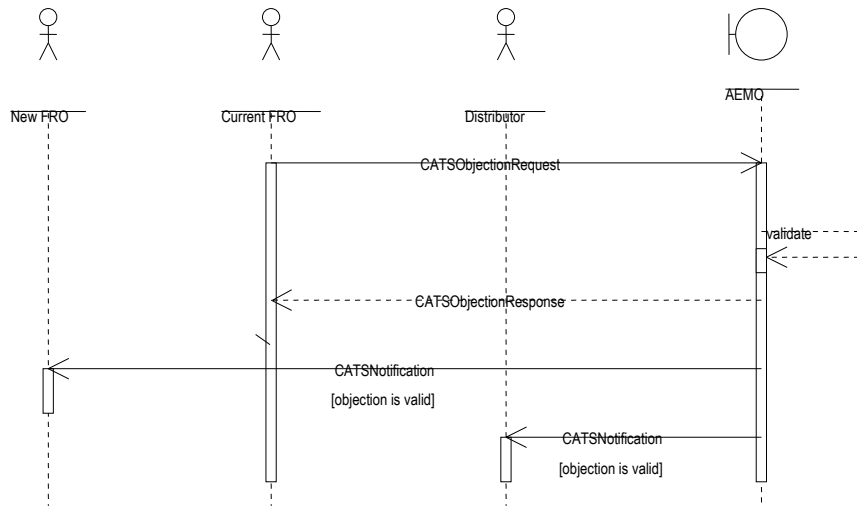 AEMO
New FRO
Current FRO
Distributor
CATSObjectionRequest
validate
CATSObjectionResponse
CATSNotification
[objection is valid]
CATSNotification
[objection is valid]